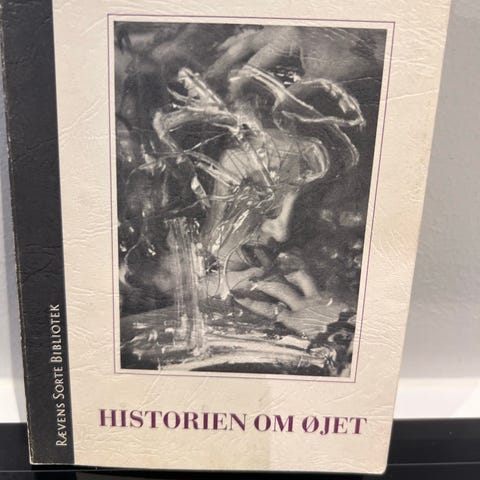 RÆVENS SORTE BIBLIOTEK
HISTORIEN OM ØJET